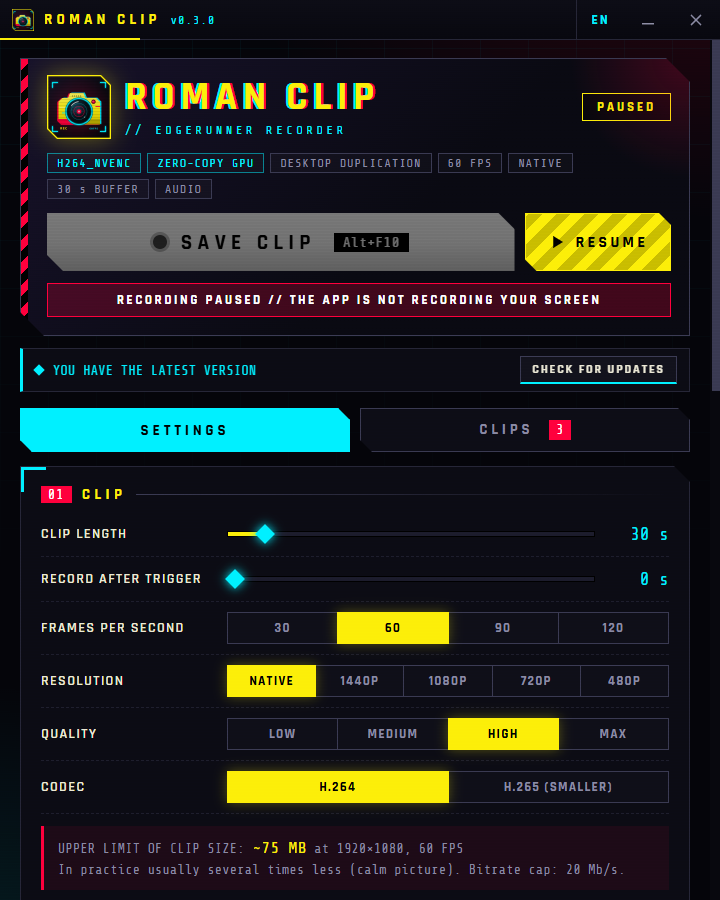 ROMAN CLIP v0.3.0 EN
ROMAN CLIP
// EDGERUNNER RECORDER
PAUSED
H264_NVENC ZERO-COPY GPU DESKTOP DUPLICATION 60 FPS NATIVE
30 s BUFFER AUDIO
SAVE CLIP Alt+F10 RESUME
RECORDING PAUSED // THE APP IS NOT RECORDING YOUR SCREEN
YOU HAVE THE LATEST VERSION CHECK FOR UPDATES
SETTINGS CLIPS 3
01 CLIP
CLIP LENGTH 30 s
RECORD AFTER TRIGGER 0 s
FRAMES PER SECOND 30 60 90 120
RESOLUTION NATIVE 1440P 1080P 720P 480P
QUALITY LOW MEDIUM HIGH MAX
CODEC H.264 H.265 (SMALLER)
UPPER LIMIT OF CLIP SIZE: ~75 MB at 1920×1080, 60 FPS
In practice usually several times less (calm picture). Bitrate cap: 20 Mb/s.